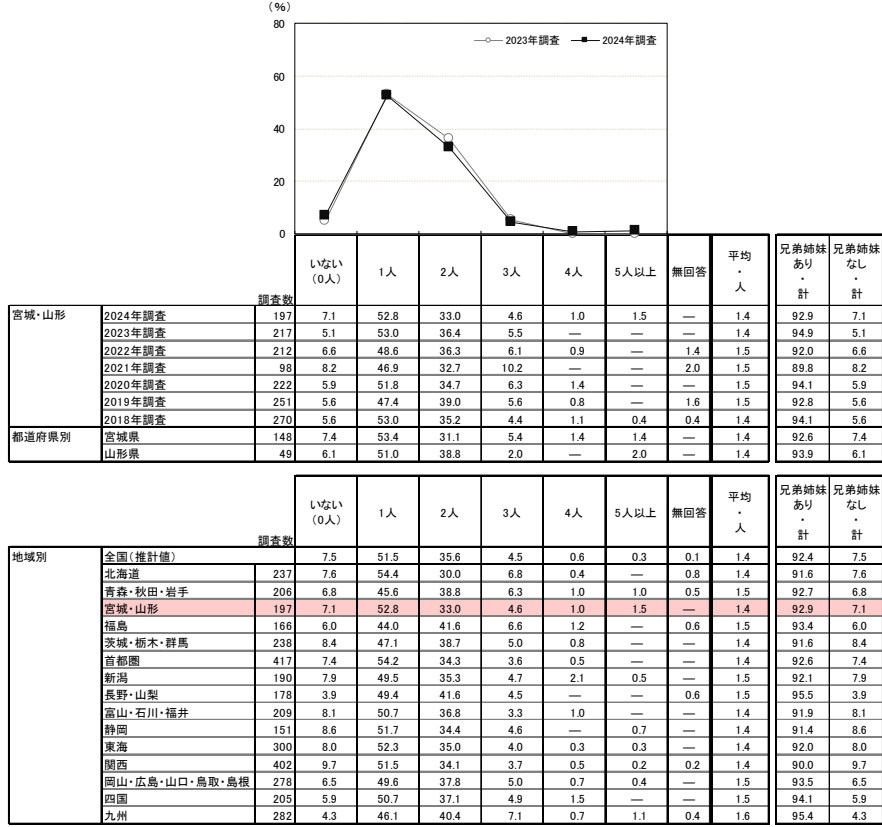 (%)
80
60
40
20
0
2023年調査 2024年調査
調査数 いない(0人) 1人 2人 3人 4人 5人以上 無回答 平均・人 兄弟姉妹あり・計 兄弟姉妹なし・計
宮城・山形 2024年調査 197 7.1 52.8 33.0 4.6 1.0 1.5 — 1.4 92.9 7.1
2023年調査 217 5.1 53.0 36.4 5.5 — — — 1.4 94.9 5.1
2022年調査 212 6.6 48.6 36.3 6.1 0.9 — 1.4 1.5 92.0 6.6
2021年調査 98 8.2 46.9 32.7 10.2 — — 2.0 1.5 89.8 8.2
2020年調査 222 5.9 51.8 34.7 6.3 1.4 — — 1.5 94.1 5.9
2019年調査 251 5.6 47.4 39.0 5.6 0.8 — 1.6 1.5 92.8 5.6
2018年調査 270 5.6 53.0 35.2 4.4 1.1 0.4 0.4 1.4 94.1 5.6
都道府県別 宮城県 148 7.4 53.4 31.1 5.4 1.4 1.4 — 1.4 92.6 7.4
山形県 49 6.1 51.0 38.8 2.0 — 2.0 — 1.4 93.9 6.1
調査数 いない(0人) 1人 2人 3人 4人 5人以上 無回答 平均・人 兄弟姉妹あり・計 兄弟姉妹なし・計
地域別 全国(推計値) 7.5 51.5 35.6 4.5 0.6 0.3 0.1 1.4 92.4 7.5
北海道 237 7.6 54.4 30.0 6.8 0.4 — 0.8 1.4 91.6 7.6
青森・秋田・岩手 206 6.8 45.6 38.8 6.3 1.0 1.0 0.5 1.5 92.7 6.8
宮城・山形 197 7.1 52.8 33.0 4.6 1.0 1.5 — 1.4 92.9 7.1
福島 166 6.0 44.0 41.6 6.6 1.2 — 0.6 1.5 93.4 6.0
茨城・栃木・群馬 238 8.4 47.1 38.7 5.0 0.8 — — 1.4 91.6 8.4
首都圏 417 7.4 54.2 34.3 3.6 0.5 — — 1.4 92.6 7.4
新潟 190 7.9 49.5 35.3 4.7 2.1 0.5 — 1.5 92.1 7.9
長野・山梨 178 3.9 49.4 41.6 4.5 — — 0.6 1.5 95.5 3.9
富山・石川・福井 209 8.1 50.7 36.8 3.3 1.0 — — 1.4 91.9 8.1
静岡 151 8.6 51.7 34.4 4.6 — 0.7 — 1.4 91.4 8.6
東海 300 8.0 52.3 35.0 4.0 0.3 0.3 — 1.4 92.0 8.0
関西 402 9.7 51.5 34.1 3.7 0.5 0.2 0.2 1.4 90.0 9.7
岡山・広島・山口・鳥取・島根 278 6.5 49.6 37.8 5.0 0.7 0.4 — 1.5 93.5 6.5
四国 205 5.9 50.7 37.1 4.9 1.5 — — 1.5 94.1 5.9
九州 282 4.3 46.1 40.4 7.1 0.7 1.1 0.4 1.6 95.4 4.3